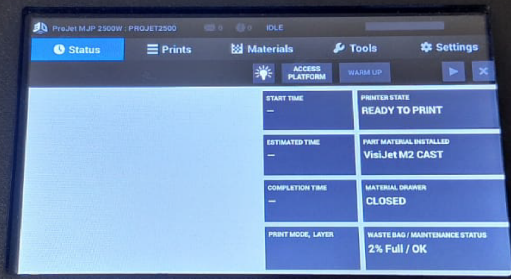 ProJet MJP 2500W : PROJET2500 0 0 IDLE
Status Prints Materials Tools Settings
ACCESS PLATFORM WARM UP
START TIME
--
PRINTER STATE
READY TO PRINT
ESTIMATED TIME
--
PART MATERIAL INSTALLED
VisiJet M2 CAST
COMPLETION TIME
--
MATERIAL DRAWER
CLOSED
PRINT MODE, LAYER
WASTE BAG / MAINTENANCE STATUS
2% Full / OK